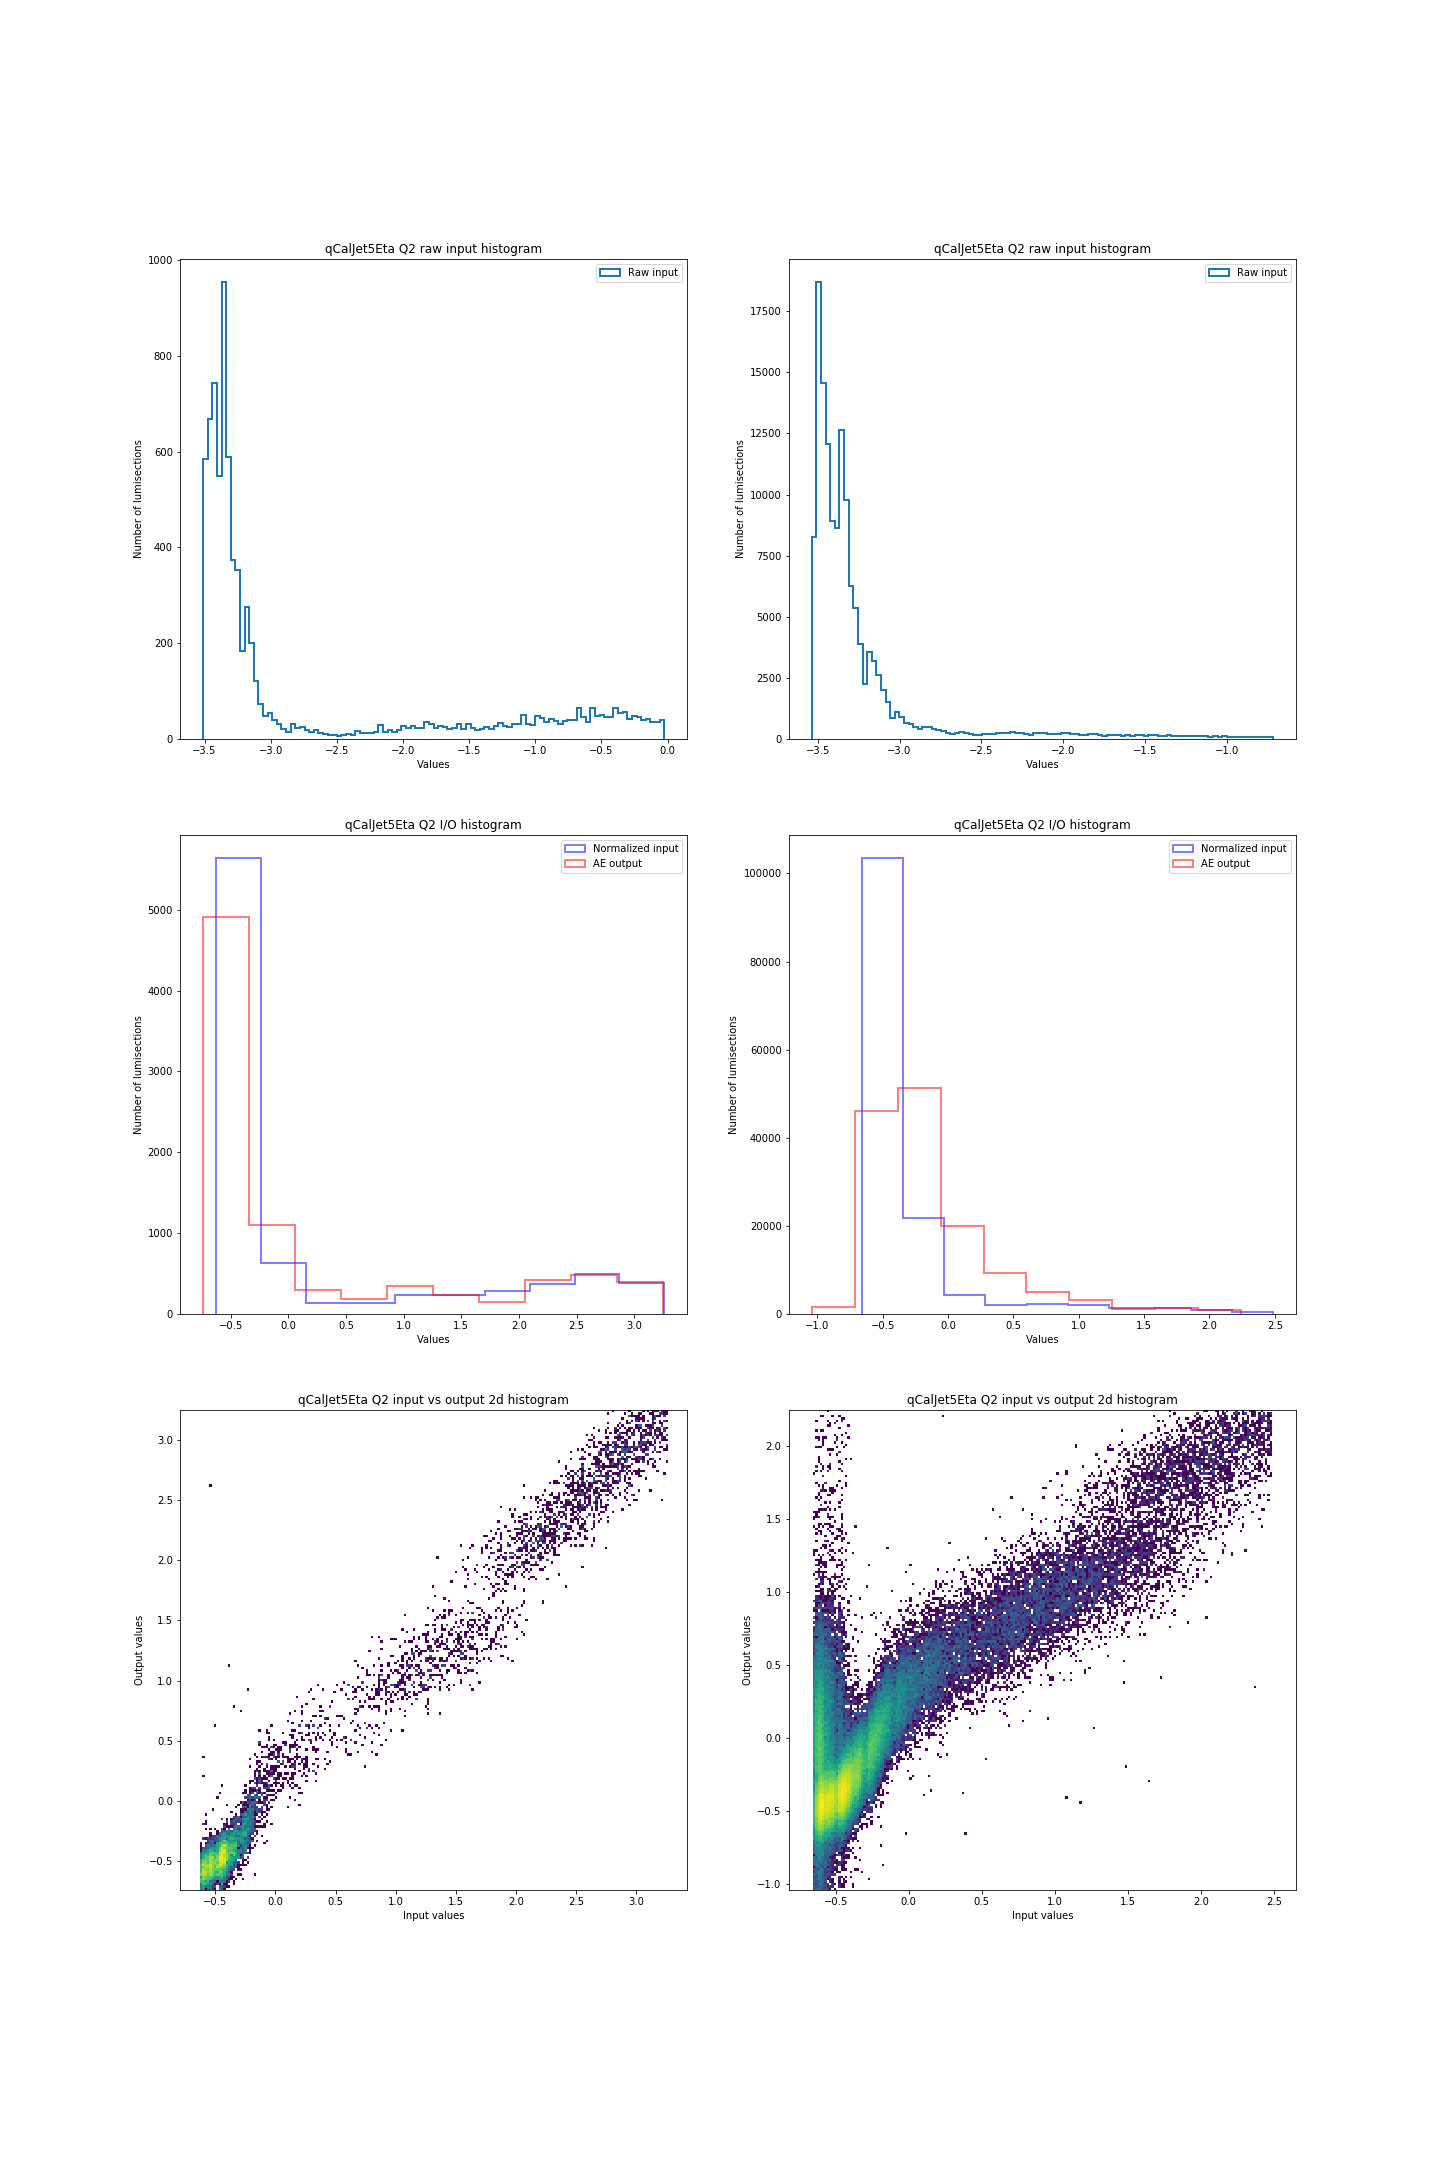 qCalJet5Eta Q2 raw input histogram
Raw input
1000
800
600
400
200
0
Number of lumisections
−3.5 −3.0 −2.5 −2.0 −1.5 −1.0 −0.5 0.0
Values
qCalJet5Eta Q2 raw input histogram
Raw input
17500
15000
12500
10000
7500
5000
2500
0
Number of lumisections
−3.5 −3.0 −2.5 −2.0 −1.5 −1.0
Values
qCalJet5Eta Q2 I/O histogram
Normalized input
AE output
5000
4000
3000
2000
1000
0
Number of lumisections
−0.5 0.0 0.5 1.0 1.5 2.0 2.5 3.0
Values
qCalJet5Eta Q2 I/O histogram
Normalized input
AE output
100000
80000
60000
40000
20000
0
Number of lumisections
−1.0 −0.5 0.0 0.5 1.0 1.5 2.0 2.5
Values
qCalJet5Eta Q2 input vs output 2d histogram
3.0
2.5
2.0
1.5
1.0
0.5
0.0
−0.5
Output values
−0.5 0.0 0.5 1.0 1.5 2.0 2.5 3.0
Input values
qCalJet5Eta Q2 input vs output 2d histogram
2.0
1.5
1.0
0.5
0.0
−0.5
−1.0
Output values
−0.5 0.0 0.5 1.0 1.5 2.0 2.5
Input values